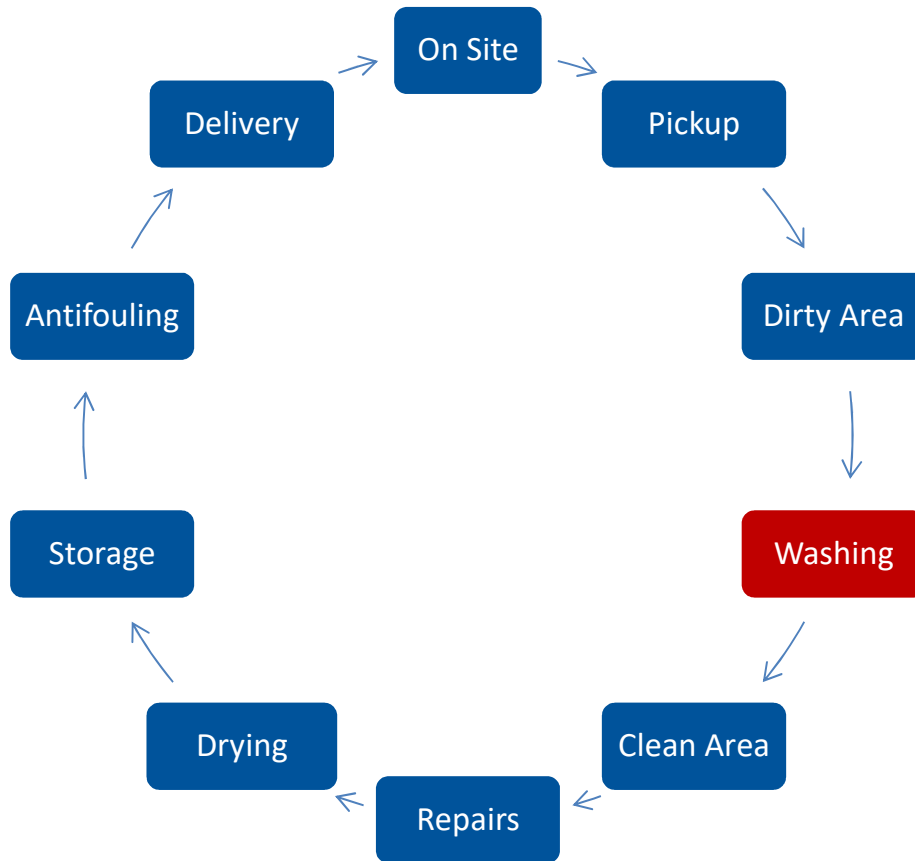 On Site
Pickup
Dirty Area
Washing
Clean Area
Repairs
Drying
Storage
Antifouling
Delivery